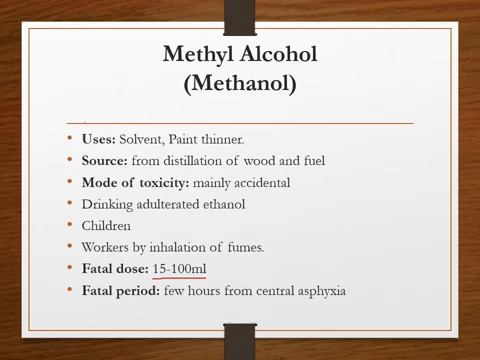 Methyl Alcohol
(Methanol)
• Uses: Solvent, Paint thinner.
• Source: from distillation of wood and fuel
• Mode of toxicity: mainly accidental
• Drinking adulterated ethanol
• Children
• Workers by inhalation of fumes.
• Fatal dose: 15-100ml
• Fatal period: few hours from central asphyxia